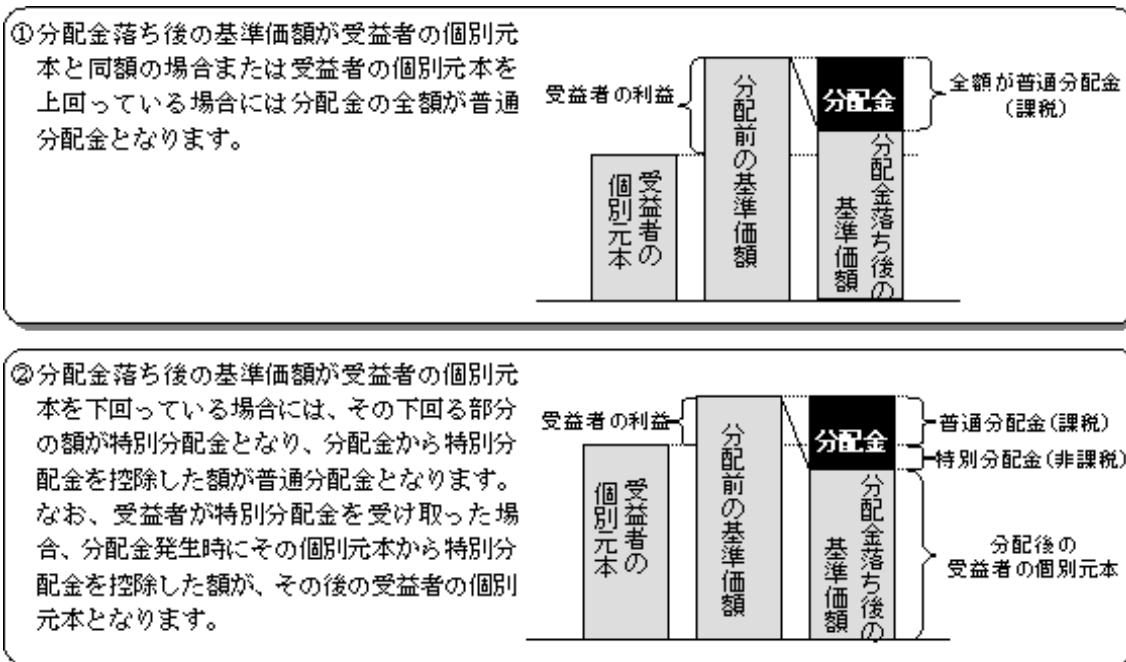 ①分配金落ち後の基準価額が受益者の個別元
本と同額の場合または受益者の個別元本を
上回っている場合には分配金の全額が普通
分配金となります。
受益者の利益
受益者の
個別元本
分配前の基準価額
分配金
分配金落ち後の
基準価額
全額が普通分配金
(課税)
②分配金落ち後の基準価額が受益者の個別元
本を下回っている場合には、その下回る部分
の額が特別分配金となり、分配金から特別分
配金を控除した額が普通分配金となります。
なお、受益者が特別分配金を受け取った場
合、分配金発生時にその個別元本から特別分
配金を控除した額が、その後の受益者の個別
元本となります。
受益者の利益
受益者の
個別元本
分配前の基準価額
分配金
分配金落ち後の
基準価額
普通分配金(課税)
特別分配金(非課税)
分配後の
受益者の個別元本